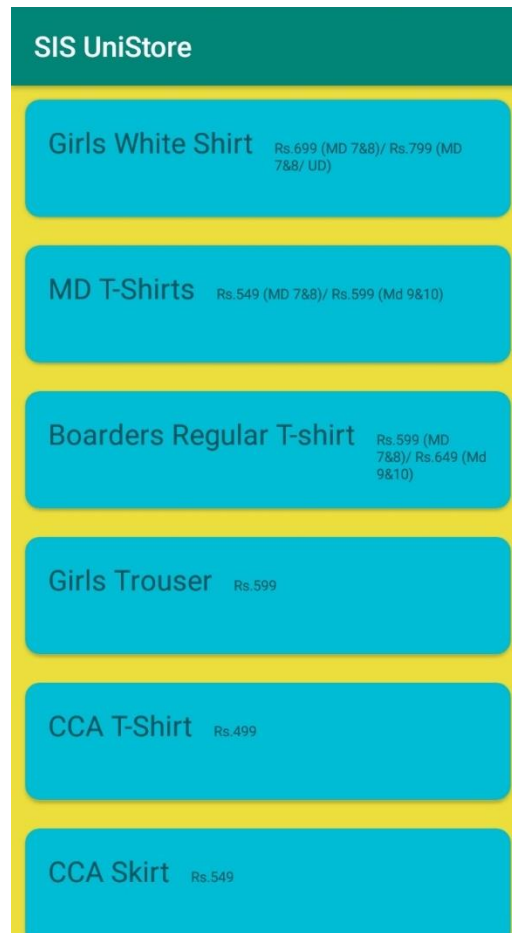 SIS UniStore
Girls White Shirt Rs.699 (MD 7&8)/ Rs.799 (MD
7&8/ UD)
MD T-Shirts Rs.549 (MD 7&8)/ Rs.599 (Md 9&10)
Boarders Regular T-shirt Rs.599 (MD
7&8)/ Rs.649 (Md
9&10)
Girls Trouser Rs.599
CCA T-Shirt Rs.499
CCA Skirt Rs.549